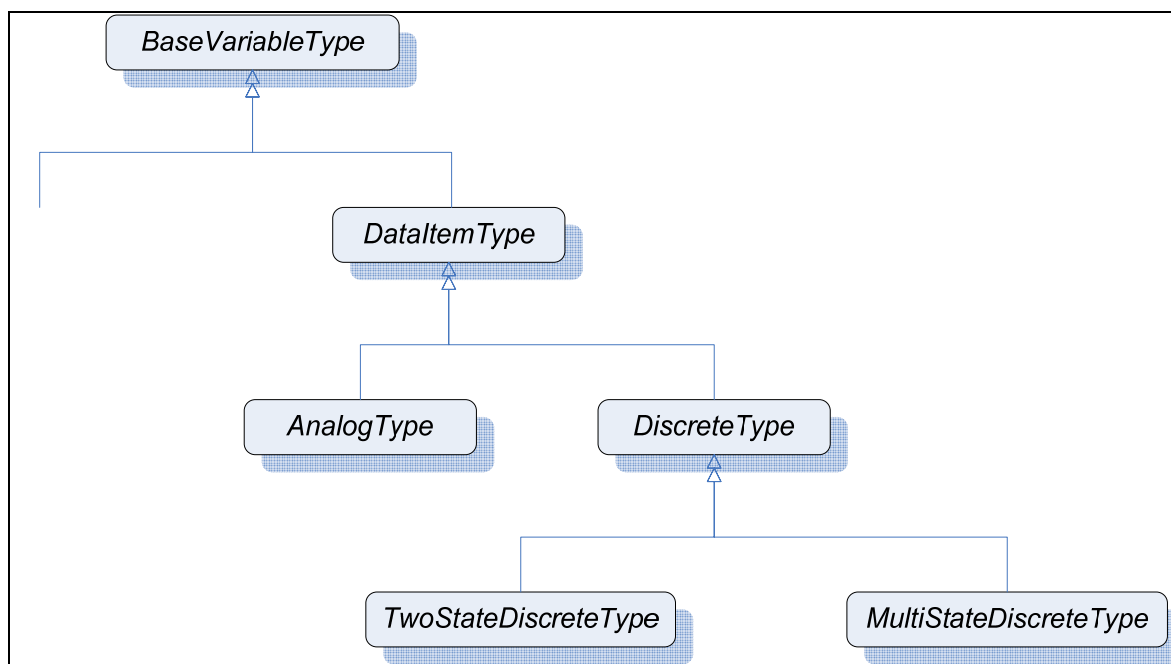 BaseVariableType
DataItemType
AnalogType
DiscreteType
TwoStateDiscreteType
MultiStateDiscreteType